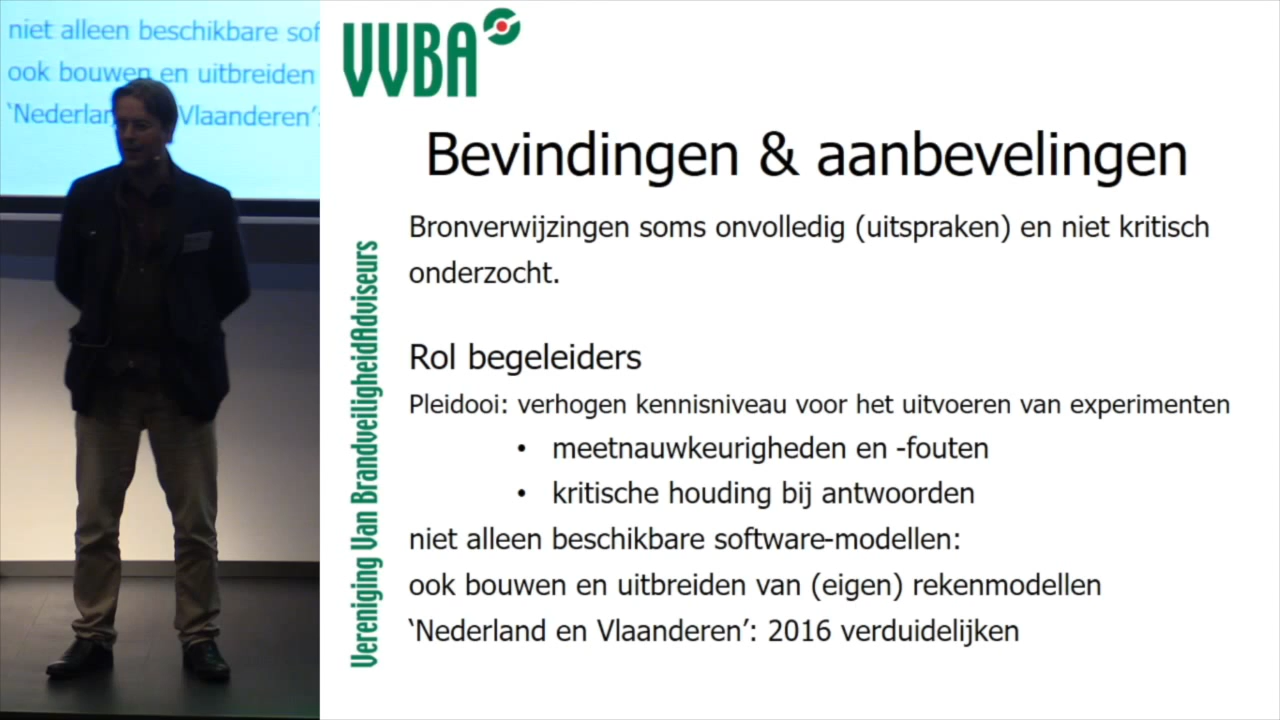 niet alleen beschikbare sof
ook bouwen en uitbreiden
'Nederlan Vlaanderen':
VVBA
Vereniging Van BrandveiligheidAdviseurs
Bevindingen & aanbevelingen
Bronverwijzingen soms onvolledig (uitspraken) en niet kritisch
onderzocht.
Rol begeleiders
Pleidooi: verhogen kennisniveau voor het uitvoeren van experimenten
• meetnauwkeurigheden en -fouten
• kritische houding bij antwoorden
niet alleen beschikbare software-modellen:
ook bouwen en uitbreiden van (eigen) rekenmodellen
‘Nederland en Vlaanderen’: 2016 verduidelijken